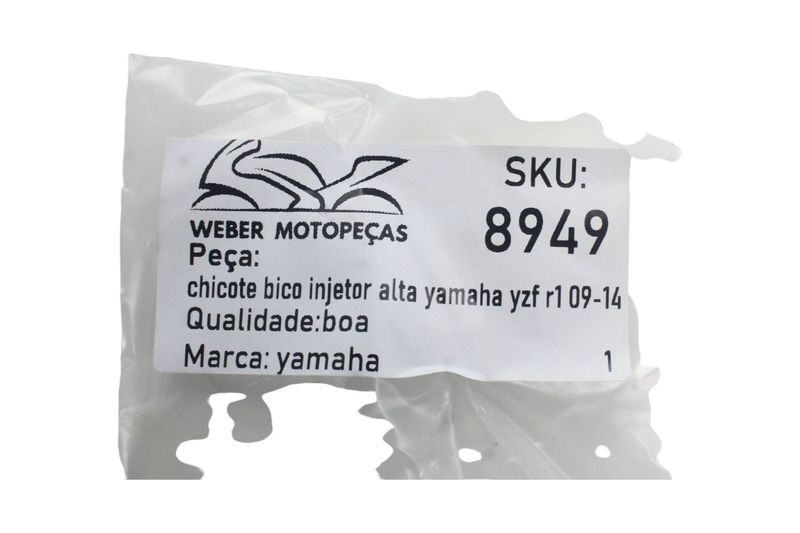 SKU:
8949
WEBER MOTOPEÇAS
Peça:
chicote bico injetor alta yamaha yzf r1 09-14
Qualidade:boa
Marca: yamaha 1